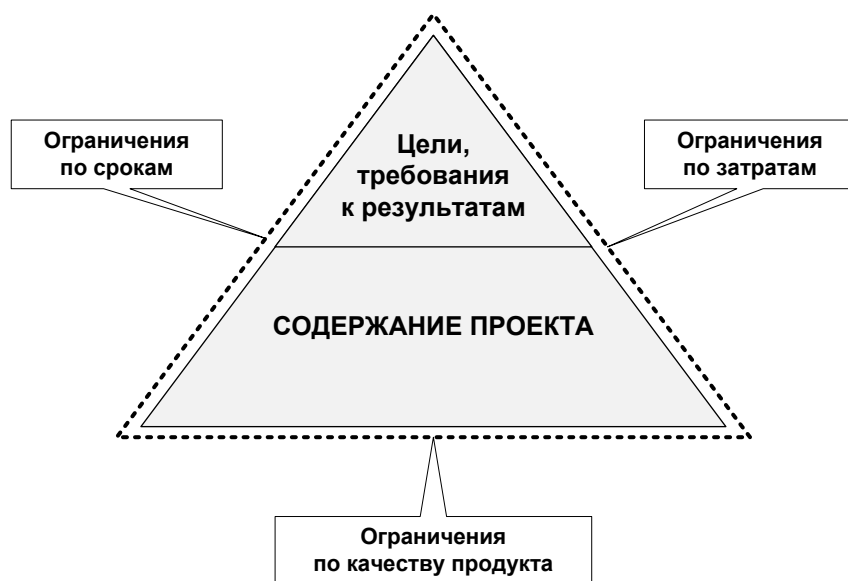 Ограничения
по срокам
Цели,
требования
к результатам
Ограничения
по затратам
СОДЕРЖАНИЕ ПРОЕКТА
Ограничения
по качеству продукта